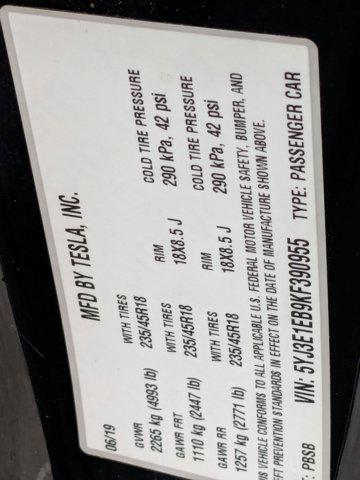 MFD BY TESLA, INC.
06/19
GVWR
2265 kg (4993 lb)
GAWR FRT WITH TIRES RIM COLD TIRE PRESSURE
1110 kg (2447 lb) 235/45R18 18X8.5 J 290 kPa, 42 psi
GAWR RR WITH TIRES RIM COLD TIRE PRESSURE
1257 kg (2771 lb) 235/45R18 18X8.5 J 290 kPa, 42 psi
VEHICLE CONFORMS TO ALL APPLICABLE U.S. FEDERAL MOTOR VEHICLE SAFETY, BUMPER, AND
PREVENTION STANDARDS IN EFFECT ON THE DATE OF MANUFACTURE SHOWN ABOVE.
VIN: 5YJ3E1EB9KF390955 TYPE: PASSENGER CAR
: PBSB